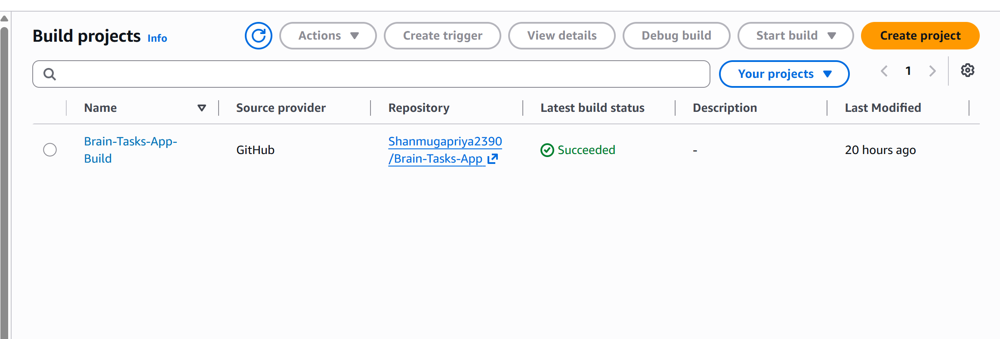 Build projects Info
Actions Create trigger View details Debug build Start build Create project
Your projects 1
Name Source provider Repository Latest build status Description Last Modified
Brain-Tasks-App-
Build
GitHub
Shanmugapriya2390
/Brain-Tasks-App
Succeeded
-
20 hours ago